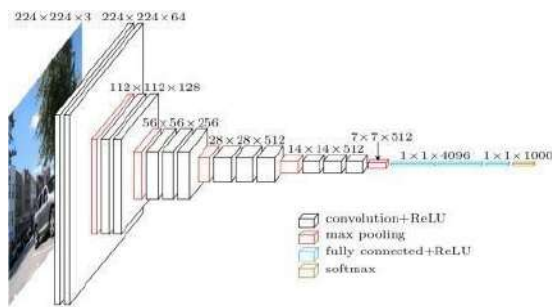 224×224×3 224×224×64
112×112×128
56×56×256
28×28×512
14×14×512
7×7×512
1×1×4096 1×1×1000
convolution+ReLU
max pooling
fully connected+ReLU
softmax